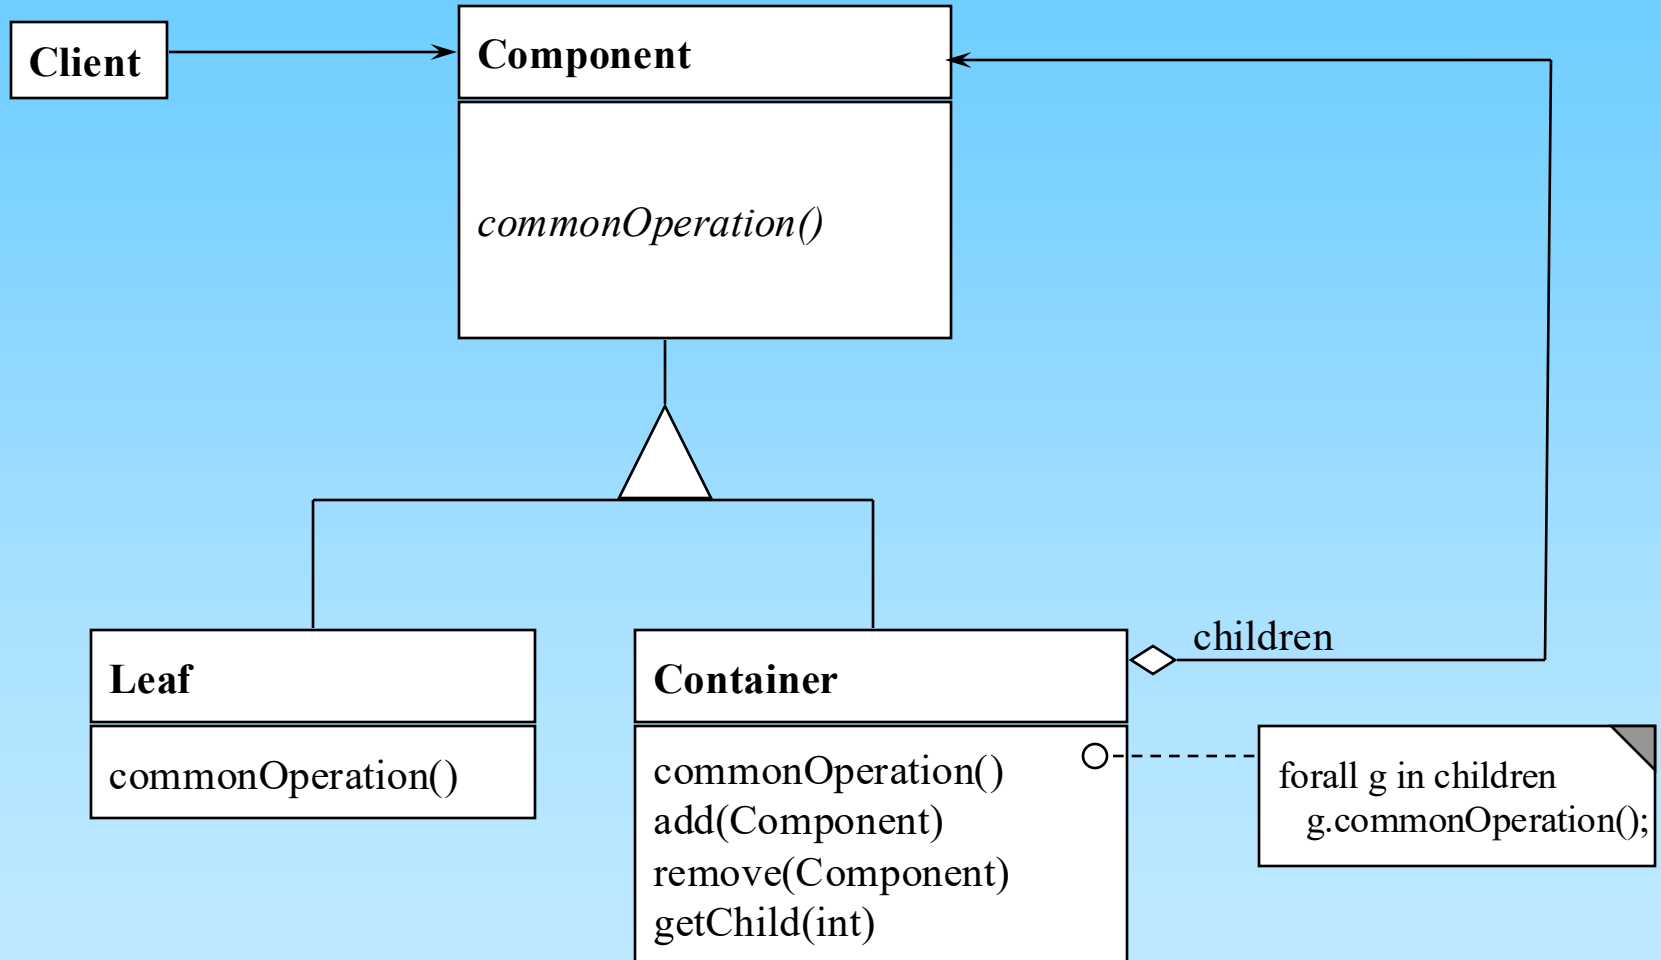 Client
Component
commonOperation()
Leaf
commonOperation()
Container
commonOperation()
add(Component)
remove(Component)
getChild(int)
children
forall g in children
g.commonOperation();